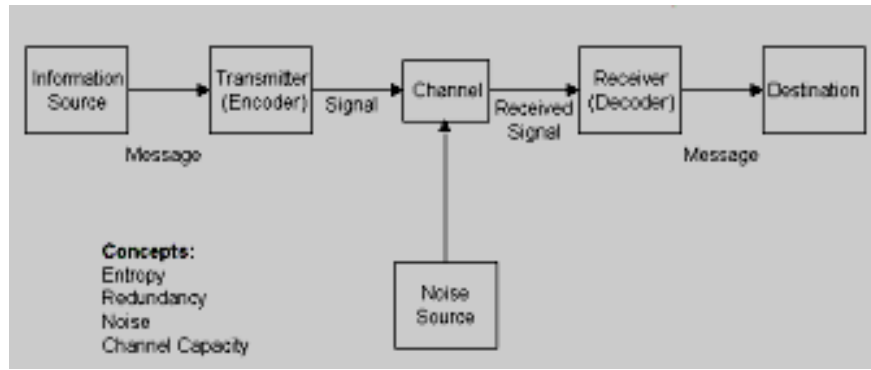 Information
Source
Transmitter
(Encoder)
Channel
Receiver
(Decoder)
Destination
Message
Signal
Received
Signal
Message
Noise
Source
Concepts:
Entropy
Redundancy
Noise
Channel Capacity